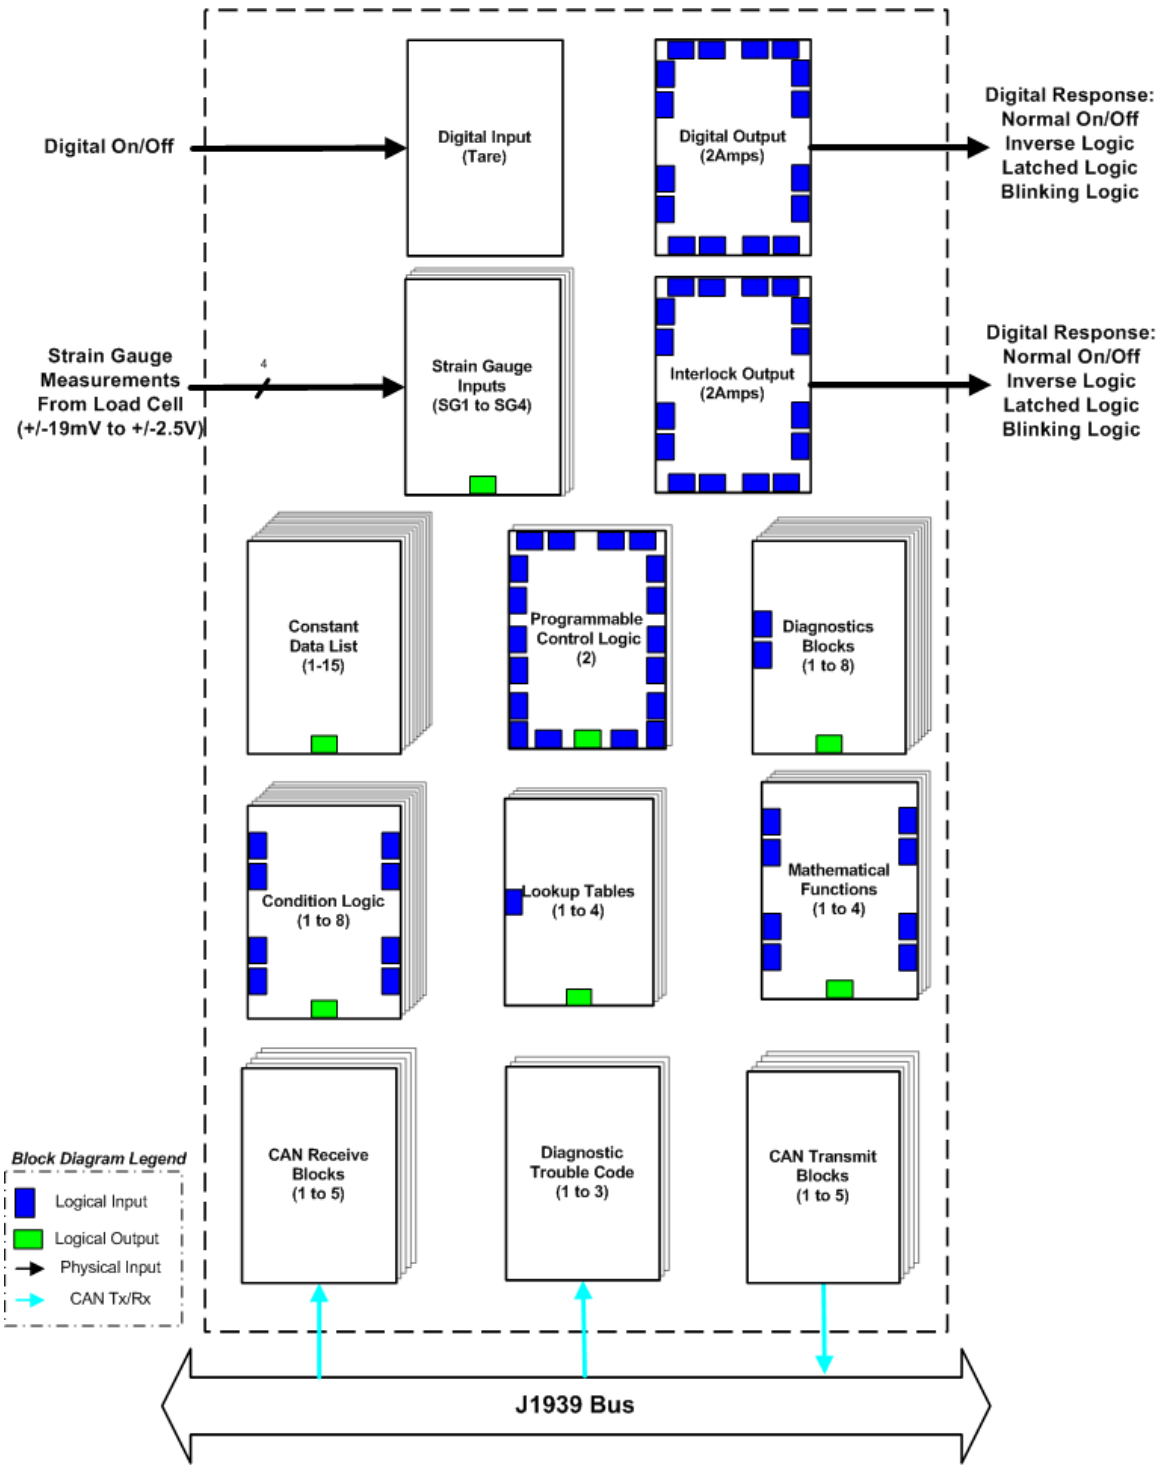 Digital On/Off
Digital Input
(Tare)
Digital Output
(2Amps)
Digital Response:
Normal On/Off
Inverse Logic
Latched Logic
Blinking Logic
Strain Gauge
Measurements
From Load Cell
(+/-19mV to +/-2.5V)
4
Strain Gauge
Inputs
(SG1 to SG4)
Interlock Output
(2Amps)
Digital Response:
Normal On/Off
Inverse Logic
Latched Logic
Blinking Logic
Constant
Data List
(1-15)
Programmable
Control Logic
(2)
Diagnostics
Blocks
(1 to 8)
Condition Logic
(1 to 8)
Lookup Tables
(1 to 4)
Mathematical
Functions
(1 to 4)
CAN Receive
Blocks
(1 to 5)
Diagnostic
Trouble Code
(1 to 3)
CAN Transmit
Blocks
(1 to 5)
Block Diagram Legend
Logical Input
Logical Output
Physical Input
CAN Tx/Rx
J1939 Bus